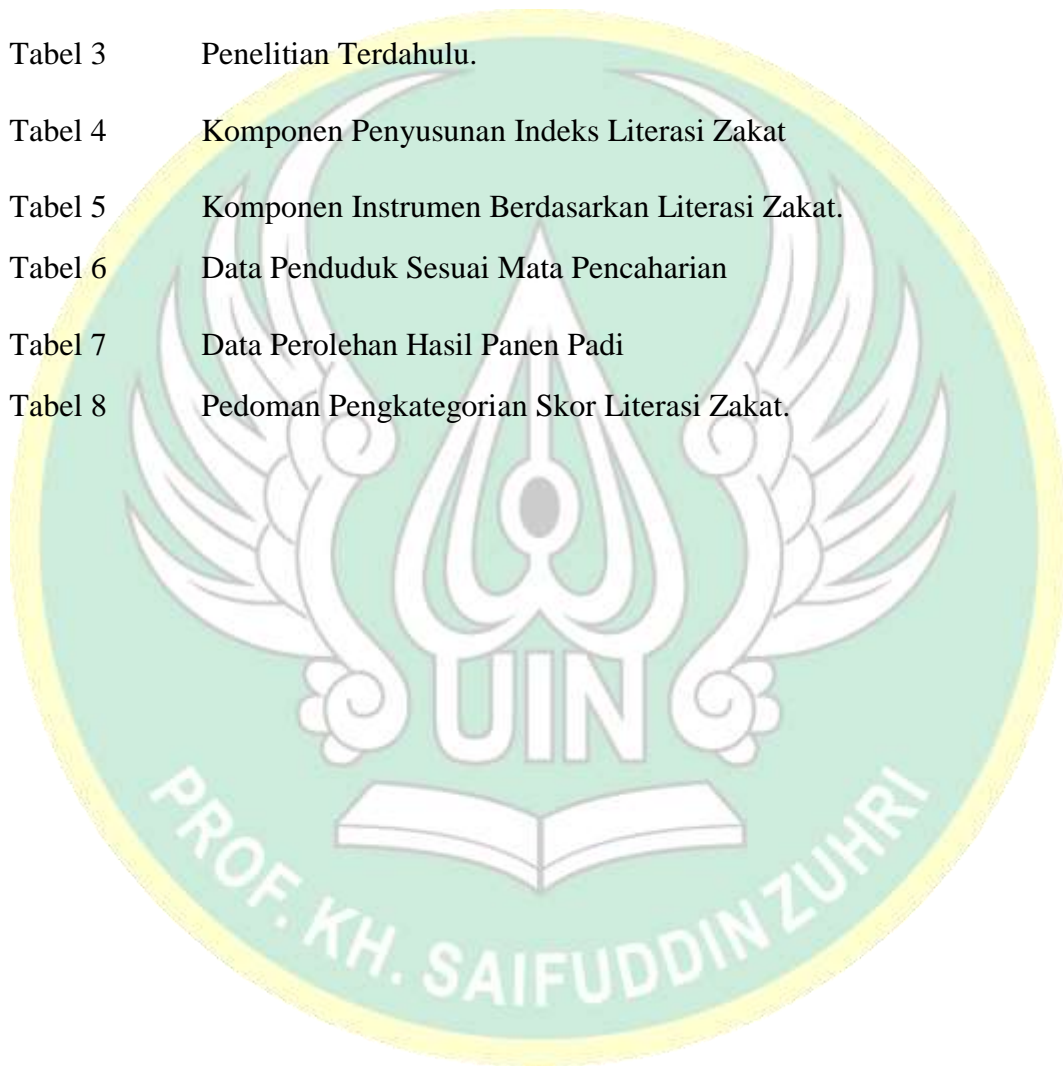 Tabel 3 Penelitian Terdahulu.
Tabel 4 Komponen Penyusunan Indeks Literasi Zakat
Tabel 5 Komponen Instrumen Berdasarkan Literasi Zakat.
Tabel 6 Data Penduduk Sesuai Mata Pencaharian
Tabel 7 Data Perolehan Hasil Panen Padi
Tabel 8 Pedoman Pengkategorian Skor Literasi Zakat.
UIN
PROF. KH. SAIFUDDIN ZUHRI